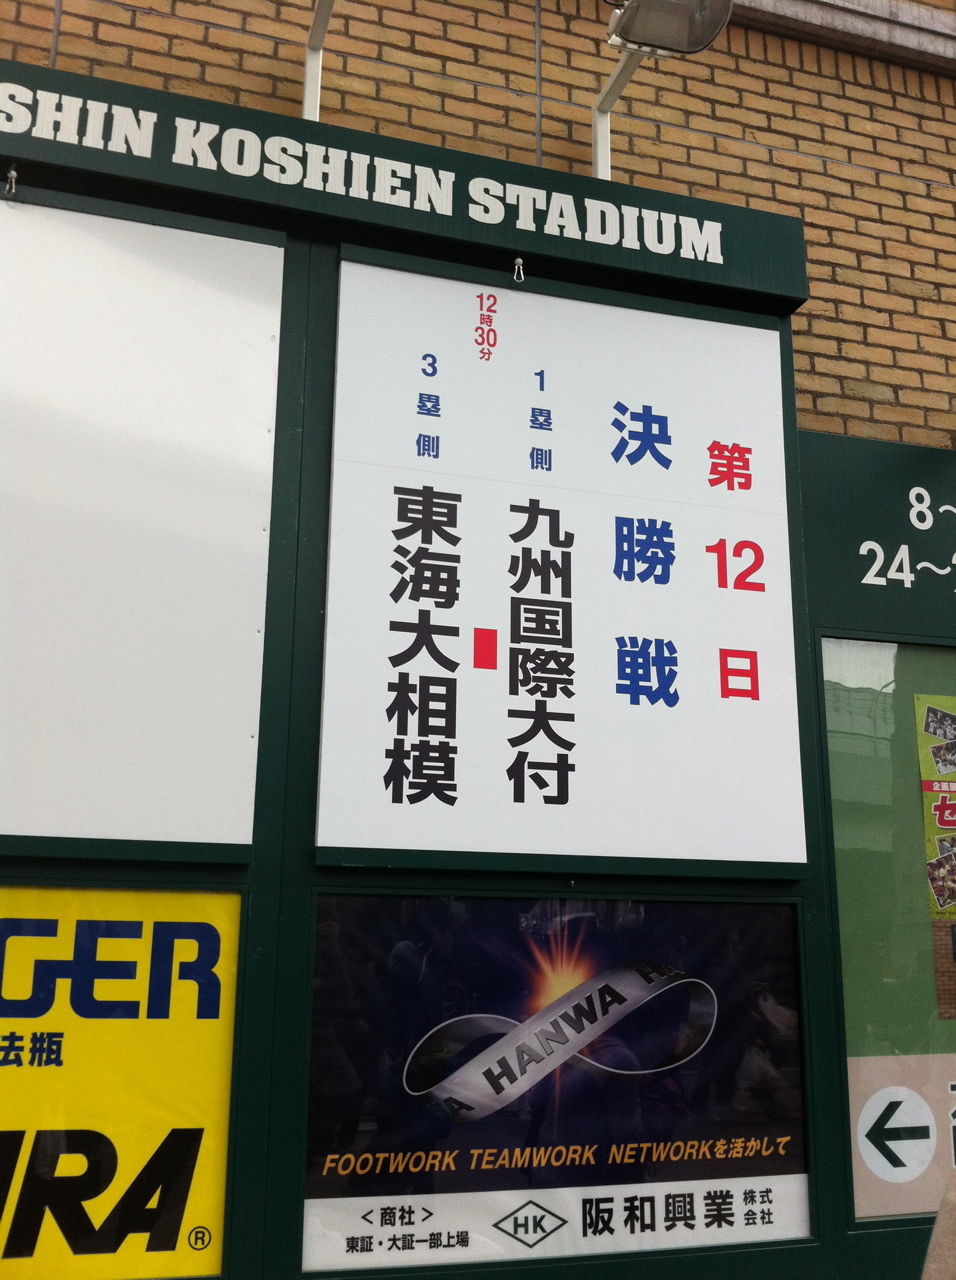 SHIN KOSHIEN STADIUM
第12日
決勝戦
1塁側 九州国際大付
12時30分
3塁側 東海大相模
8～
24～
GER
法瓶
RA®
HANWA
FOOTWORK TEAMWORK NETWORKを活かして
<商社>
東証・大証一部上場
HK
阪和興業株式会社